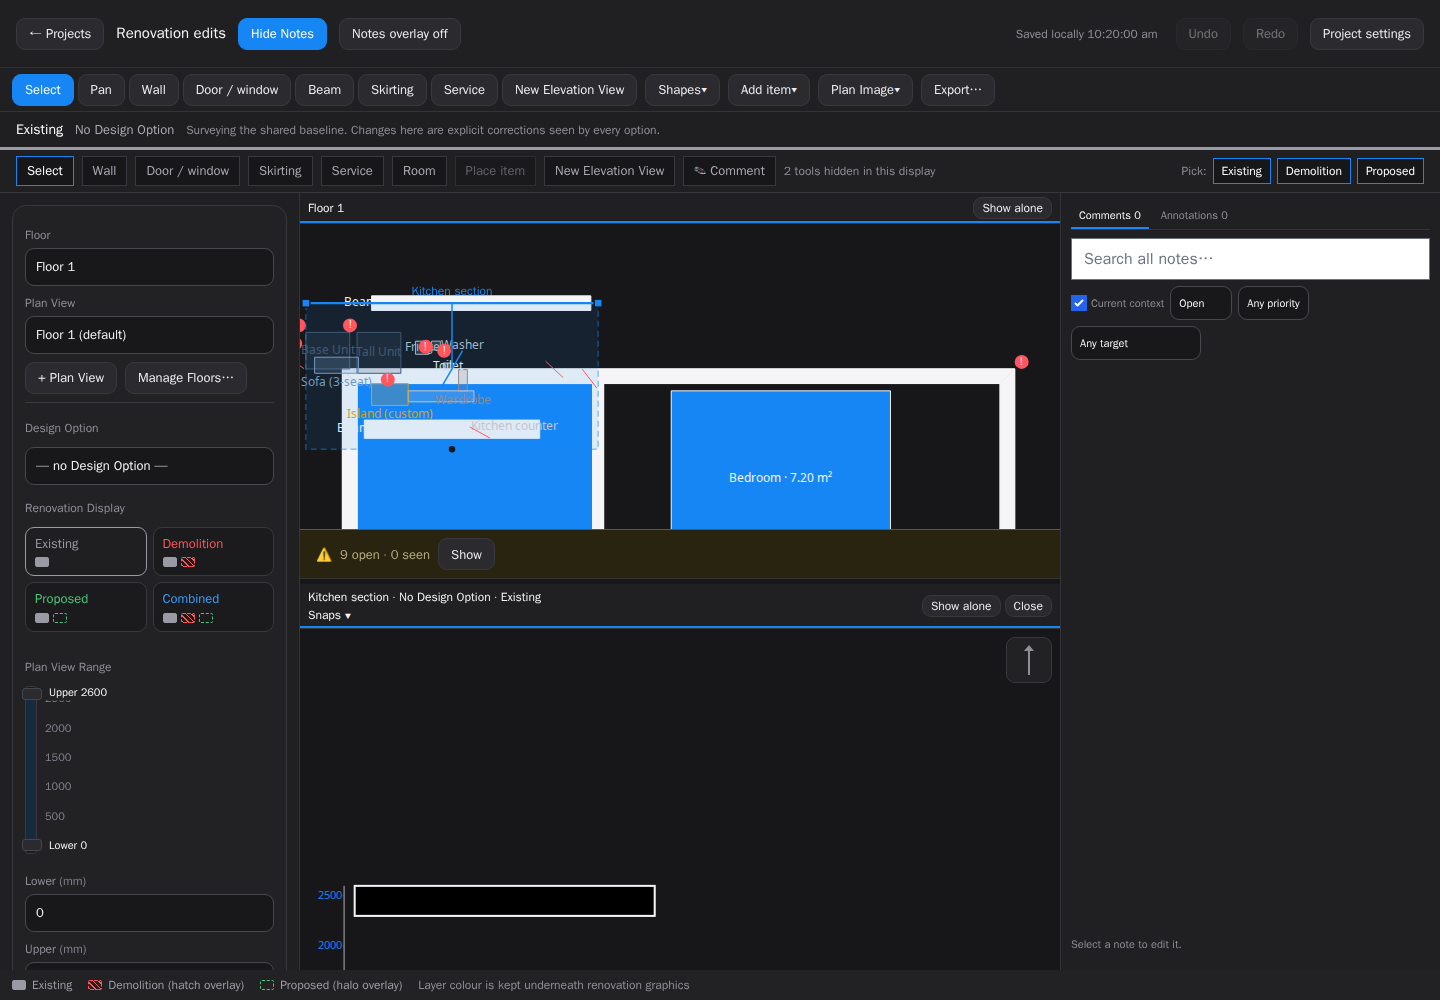 ← Projects Renovation edits Hide Notes Notes overlay off Saved locally 10:20:00 am Undo Redo Project settings
Select Pan Wall Door / window Beam Skirting Service New Elevation View Shapes▾ Add item▾ Plan Image▾ Export⋯
Existing No Design Option Surveying the shared baseline. Changes here are explicit corrections seen by every option.
Select Wall Door / window Skirting Service Room Place item New Elevation View ✎ Comment 2 tools hidden in this display Pick: Existing Demolition Proposed
Floor
Floor 1
Plan View
Floor 1 (default)
+ Plan View Manage Floors⋯
Design Option
— no Design Option —
Renovation Display
Existing Demolition
Proposed Combined
Plan View Range
Upper 2600
2000
1500
1000
500
Lower 0
Lower (mm)
0
Upper (mm)
Floor 1 Show alone
Kitchen section
Base Unit Tall Unit Washer
Toilet
Sofa (3-seat)
Wardrobe
Island (custom)
Kitchen counter
Bedroom · 7.20 m²
⚠️ 9 open · 0 seen Show
Kitchen section · No Design Option · Existing
Snaps ▾
Show alone Close
2500
2000
Comments 0 Annotations 0
Search all notes⋯
Current context Open Any priority
Any target
Select a note to edit it.
Existing Demolition (hatch overlay) Proposed (halo overlay) Layer colour is kept underneath renovation graphics